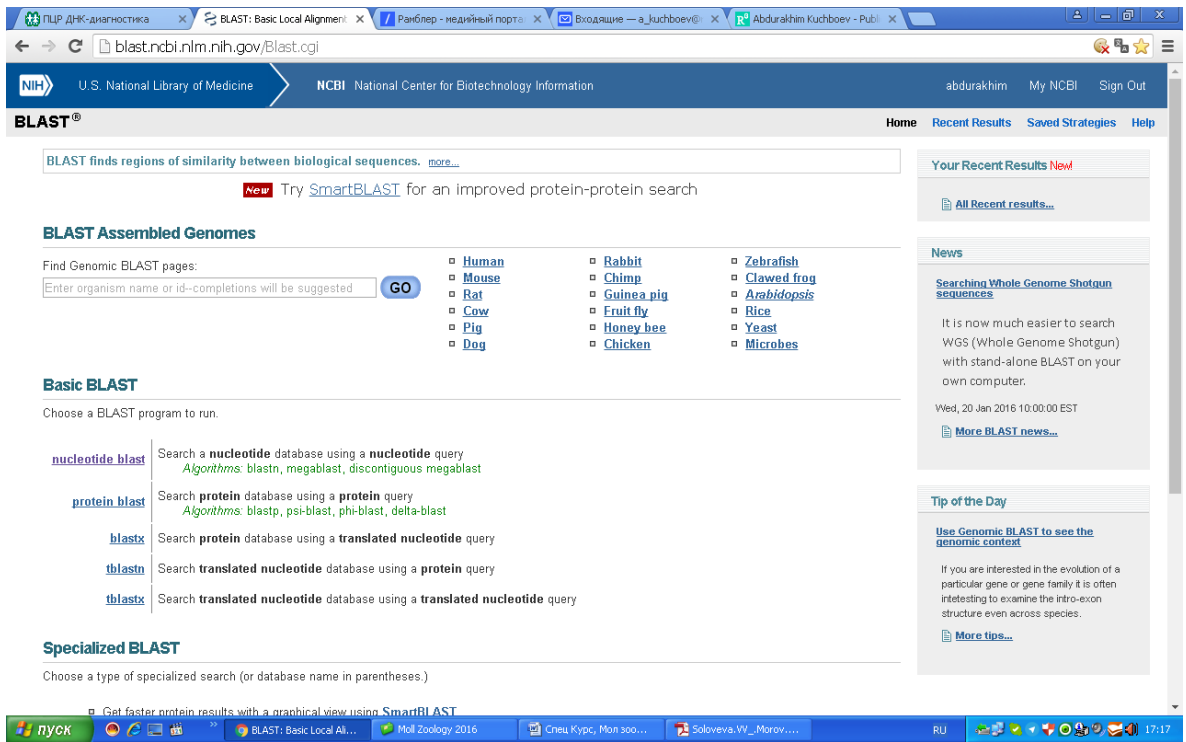 ПЦР ДНК-диагностика
BLAST: Basic Local Alignment
Рамблер - медийный порта
Входящие — a_kuchboev@
Abdurakhim Kuchboev - Publ
blast.ncbi.nlm.nih.gov/Blast.cgi
NIH U.S. National Library of Medicine NCBI National Center for Biotechnology Information abdurakhim My NCBI Sign Out
BLAST® Home Recent Results Saved Strategies Help
BLAST finds regions of similarity between biological sequences. more...
New Try SmartBLAST for an improved protein-protein search
BLAST Assembled Genomes
Find Genomic BLAST pages:
Enter organism name or id--completions will be suggested GO
Human Rabbit Zebrafish
Mouse Chimp Clawed frog
Rat Guinea pig Arabidopsis
Cow Fruit fly Rice
Pig Honey bee Yeast
Dog Chicken Microbes
Basic BLAST
Choose a BLAST program to run.
nucleotide blast Search a nucleotide database using a nucleotide query
Algorithms: blastn, megablast, discontiguous megablast
protein blast Search protein database using a protein query
Algorithms: blastp, psi-blast, phi-blast, delta-blast
blastx Search protein database using a translated nucleotide query
tblastn Search translated nucleotide database using a protein query
tblastx Search translated nucleotide database using a translated nucleotide query
Specialized BLAST
Choose a type of specialized search (or database name in parentheses.)
Get faster protein results with a graphical view using SmartBLAST
Your Recent Results New!
All Recent results...
News
Searching Whole Genome Shotgun
sequences
It is now much easier to search
WGS (Whole Genome Shotgun)
with stand-alone BLAST on your
own computer.
Wed, 20 Jan 2016 10:00:00 EST
More BLAST news...
Tip of the Day
Use Genomic BLAST to see the
genomic context
If you are interested in the evolution of a
particular gene or gene family it is often
intetesting to examine the intro-exon
structure even across species.
More tips...
пуск
BLAST: Basic Local Ali...
Moll Zoology 2016
Спец Курс, Мол зоо...
Soloveva.VV_.Morov....
RU
17:17